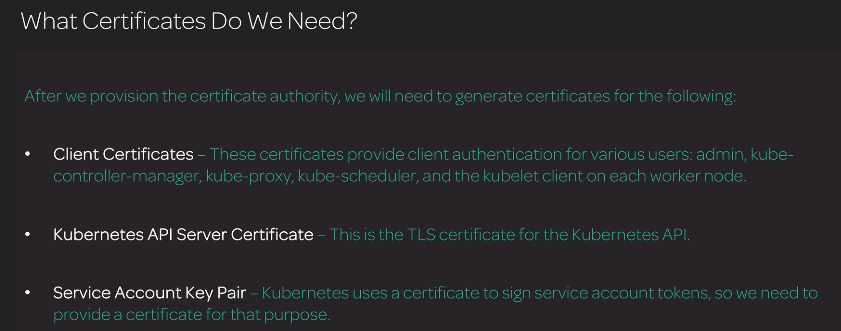 What Certificates Do We Need?
After we provision the certificate authority, we will need to generate certificates for the following:
• Client Certificates – These certificates provide client authentication for various users: admin, kube-
controller-manager, kube-proxy, kube-scheduler, and the kubelet client on each worker node.
• Kubernetes API Server Certificate – This is the TLS certificate for the Kubernetes API.
• Service Account Key Pair – Kubernetes uses a certificate to sign service account tokens, so we need to
provide a certificate for that purpose.